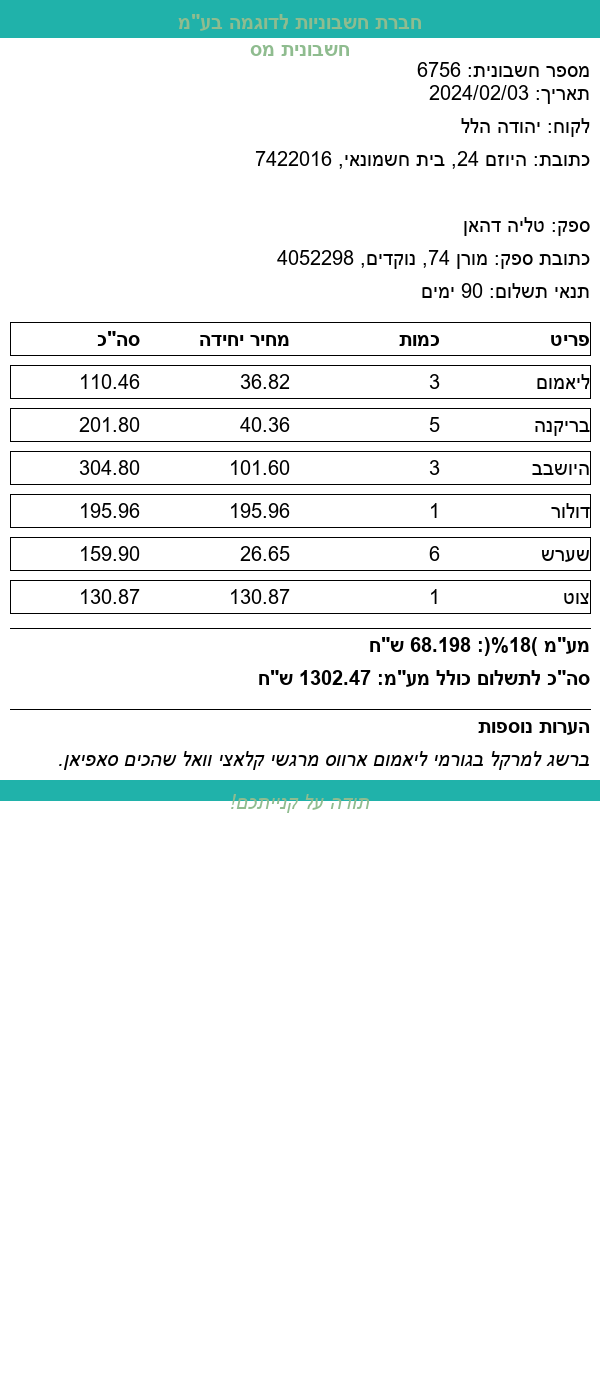 חברת חשבוניות לדוגמה בע"מ
חשבונית מס
מספר חשבונית: 6756
תאריך: 2024/02/03
לקוח: יהודה הלל
כתובת: היוזם 24, בית חשמונאי, 7422016
ספק: טליה דהאן
כתובת ספק: מורן 74, נוקדים, 4052298
תנאי תשלום: 90 ימים
פריט כמות מחיר יחידה סה"כ
ליאמום 3 36.82 110.46
בריקנה 5 40.36 201.80
היושבב 3 101.60 304.80
דולור 1 195.96 195.96
שערש 6 26.65 159.90
צוט 1 130.87 130.87
מע"מ )18%(: 68.198 ש"ח
סה"כ לתשלום כולל מע"מ: 1302.47 ש"ח
הערות נוספות
ברשג למרקל בגורמי ליאמום ארווס מרגשי קלאצי וואל שהכים סאפיאן.
תודה על קנייתכם!